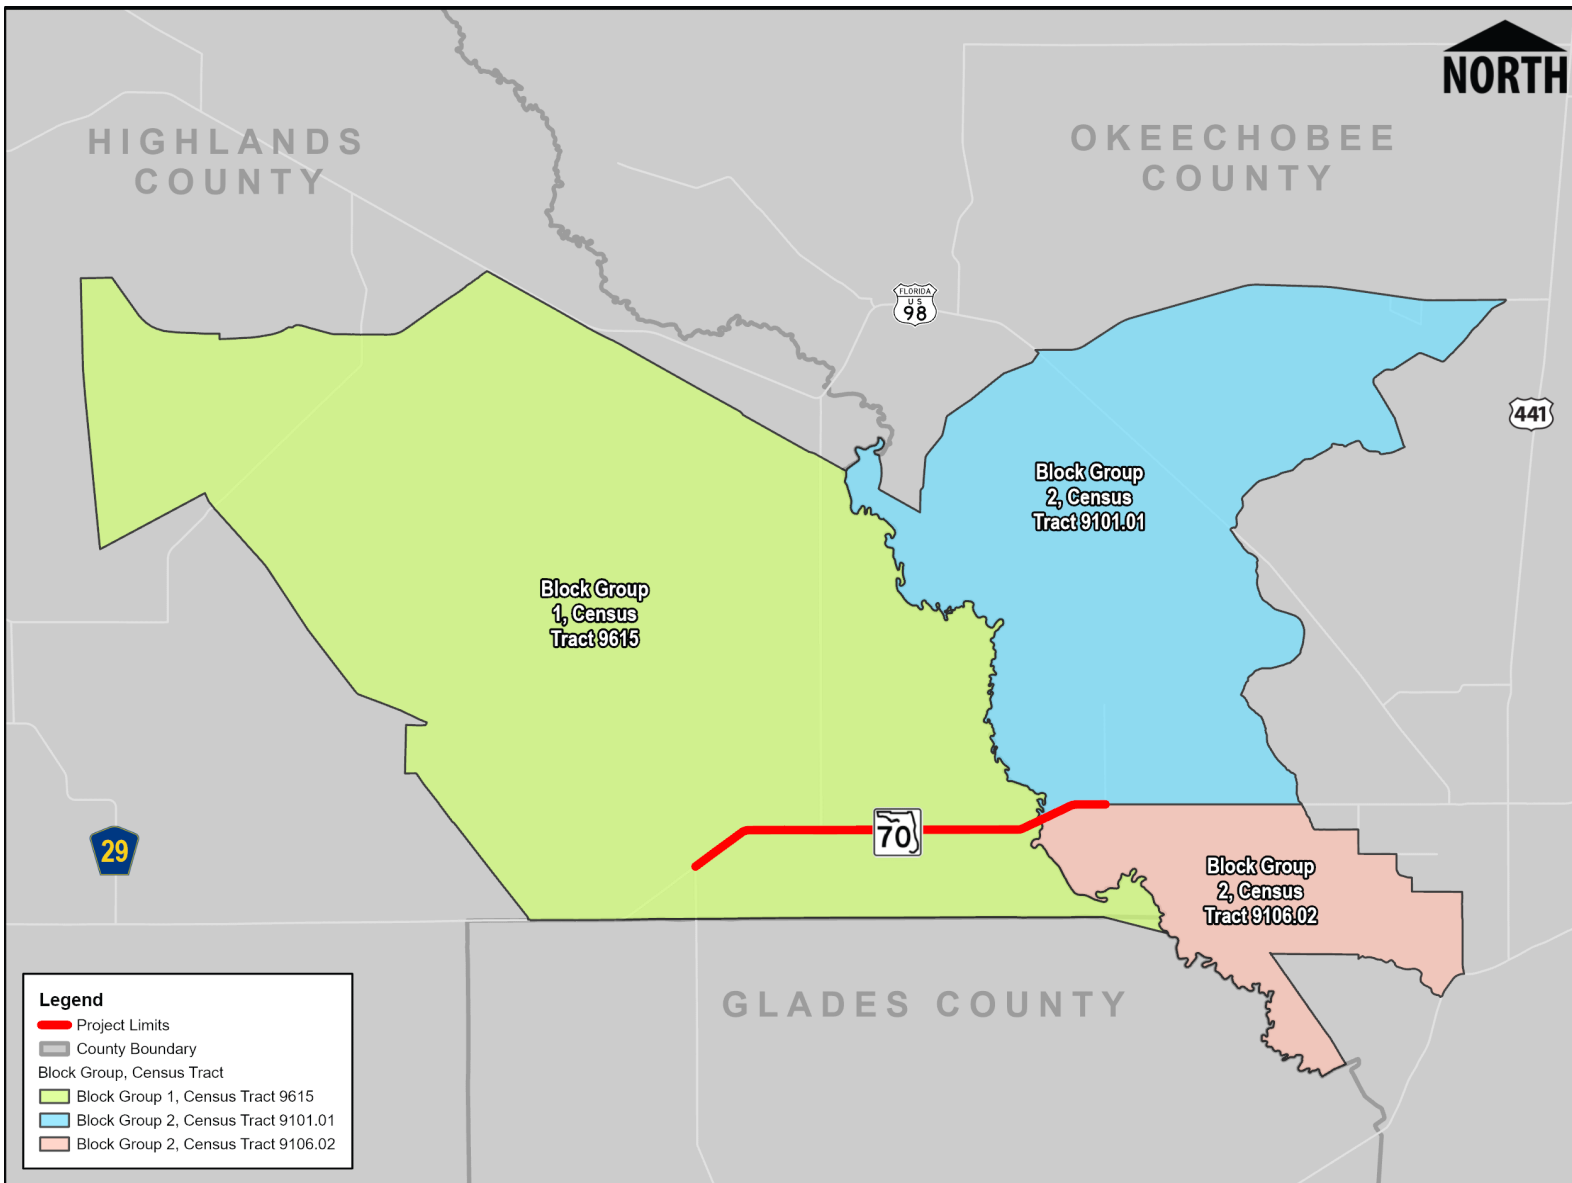 NORTH
HIGHLANDS
COUNTY
OKEECHOBEE
COUNTY
FLORIDA
US
98
441
Block Group
2, Census
Tract 9101.01
Block Group
1, Census
Tract 9615
70
29
Block Group
2, Census
Tract 9106.02
GLADES COUNTY
Legend
Project Limits
County Boundary
Block Group, Census Tract
Block Group 1, Census Tract 9615
Block Group 2, Census Tract 9101.01
Block Group 2, Census Tract 9106.02